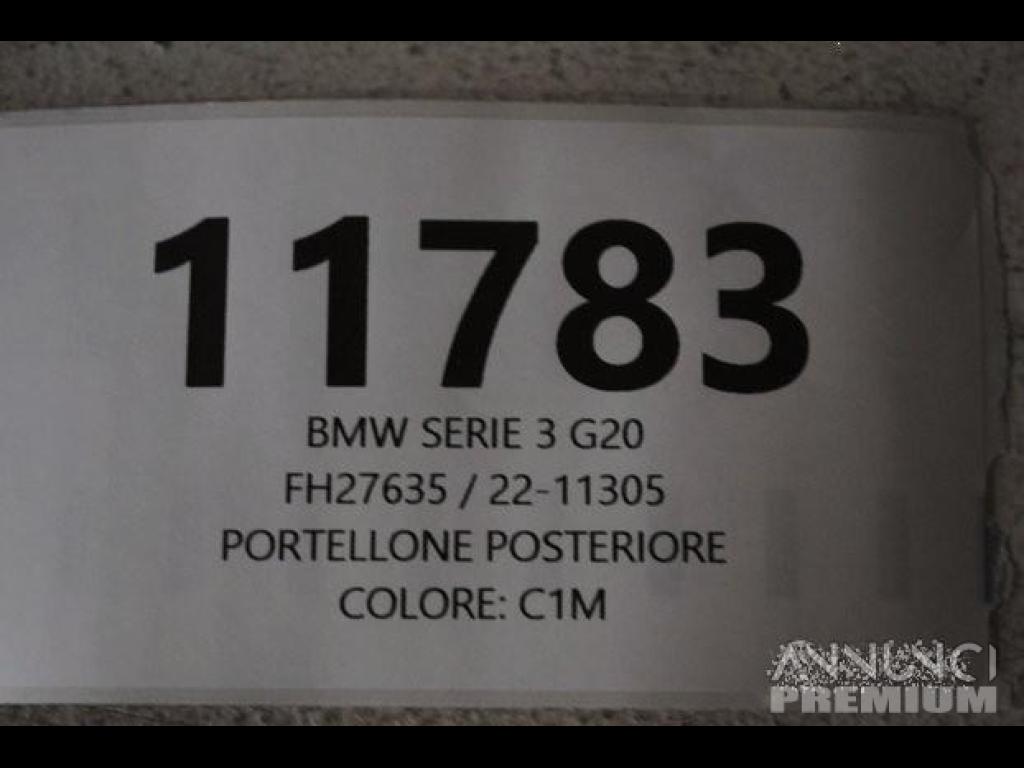 11783
BMW SERIE 3 G20
FH27635 / 22-11305
PORTELLONE POSTERIORE
COLORE: C1M
ANNUNCI
PREMIUM